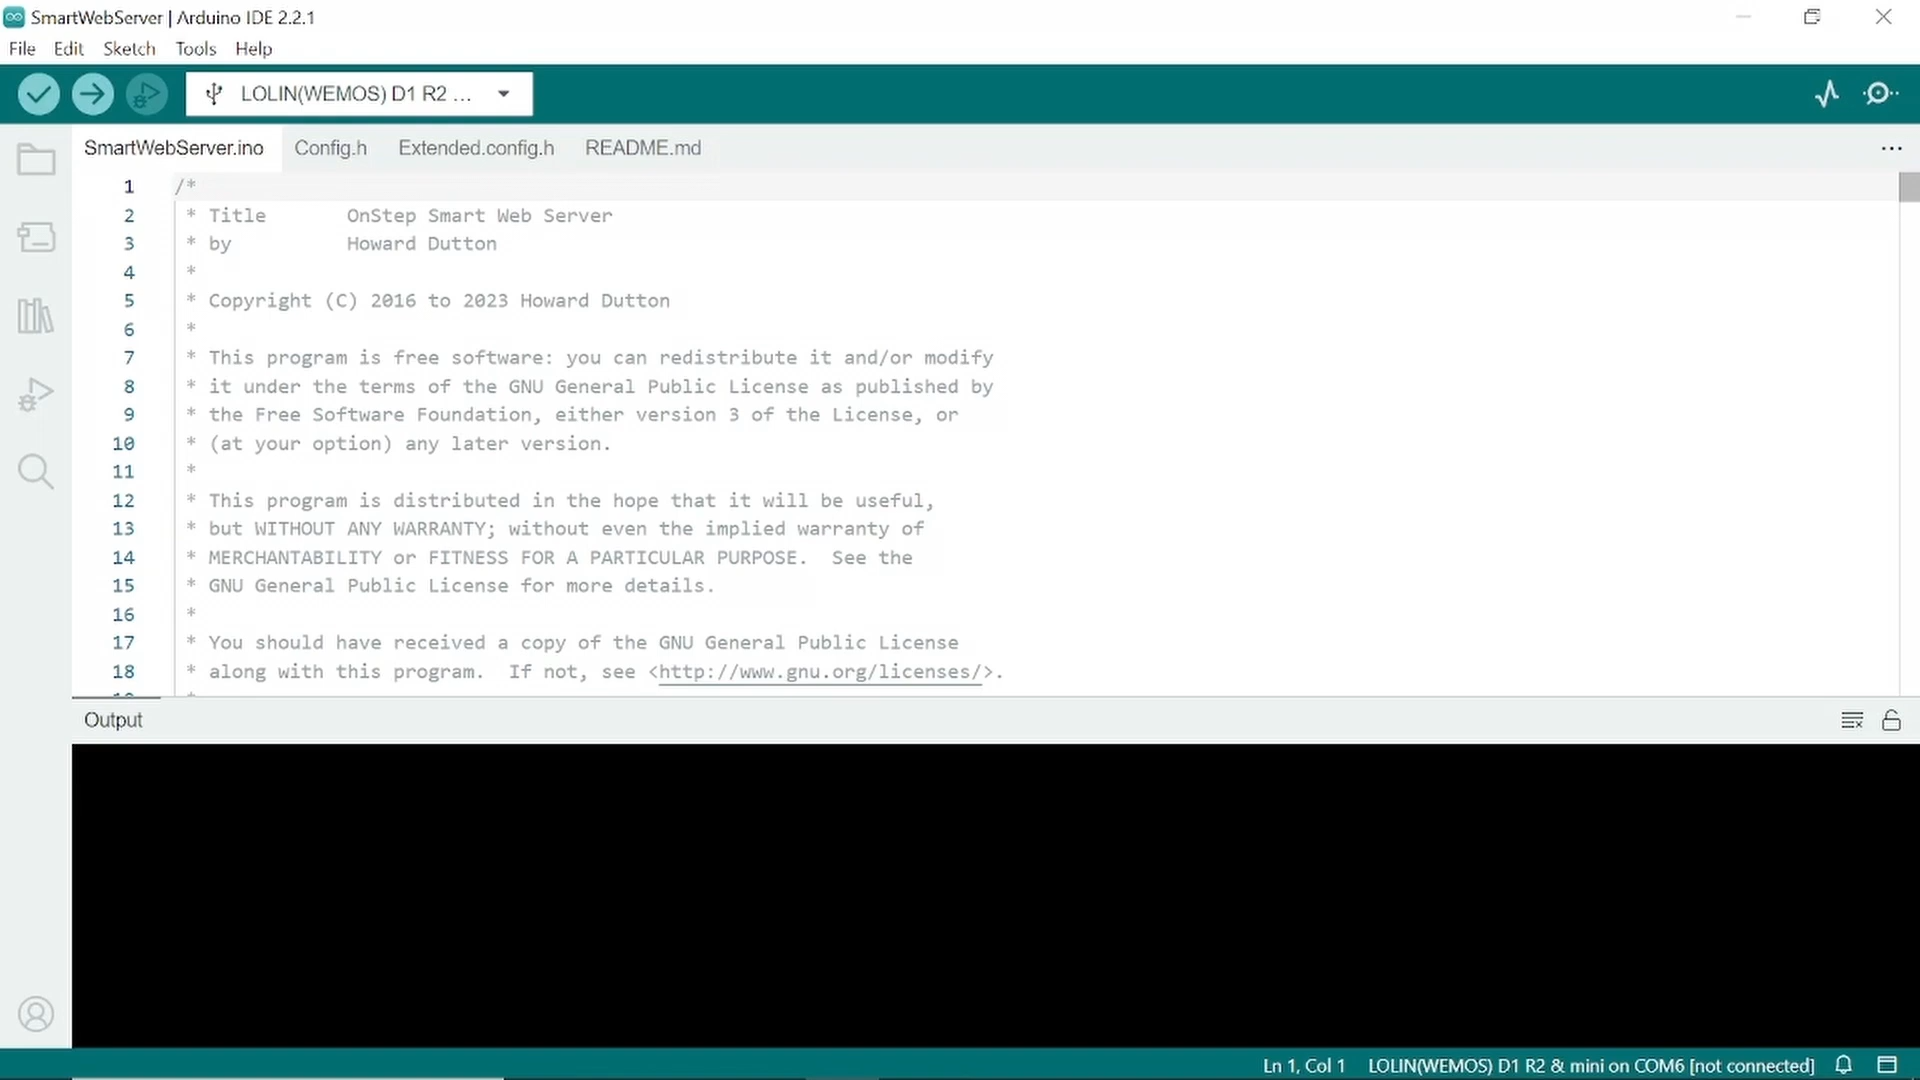 SmartWebServer | Arduino IDE 2.2.1
File Edit Sketch Tools Help
LOLIN(WEMOS) D1 R2 ...
SmartWebServer.ino Config.h Extended.config.h README.md
1 /*
2 * Title OnStep Smart Web Server
3 * by Howard Dutton
4 *
5 * Copyright (C) 2016 to 2023 Howard Dutton
6 *
7 * This program is free software: you can redistribute it and/or modify
8 * it under the terms of the GNU General Public License as published by
9 * the Free Software Foundation, either version 3 of the License, or
10 * (at your option) any later version.
11 *
12 * This program is distributed in the hope that it will be useful,
13 * but WITHOUT ANY WARRANTY; without even the implied warranty of
14 * MERCHANTABILITY or FITNESS FOR A PARTICULAR PURPOSE. See the
15 * GNU General Public License for more details.
16 *
17 * You should have received a copy of the GNU General Public License
18 * along with this program. If not, see <http://www.gnu.org/licenses/>.
Output
Ln 1, Col 1 LOLIN(WEMOS) D1 R2 & mini on COM6 [not connected]